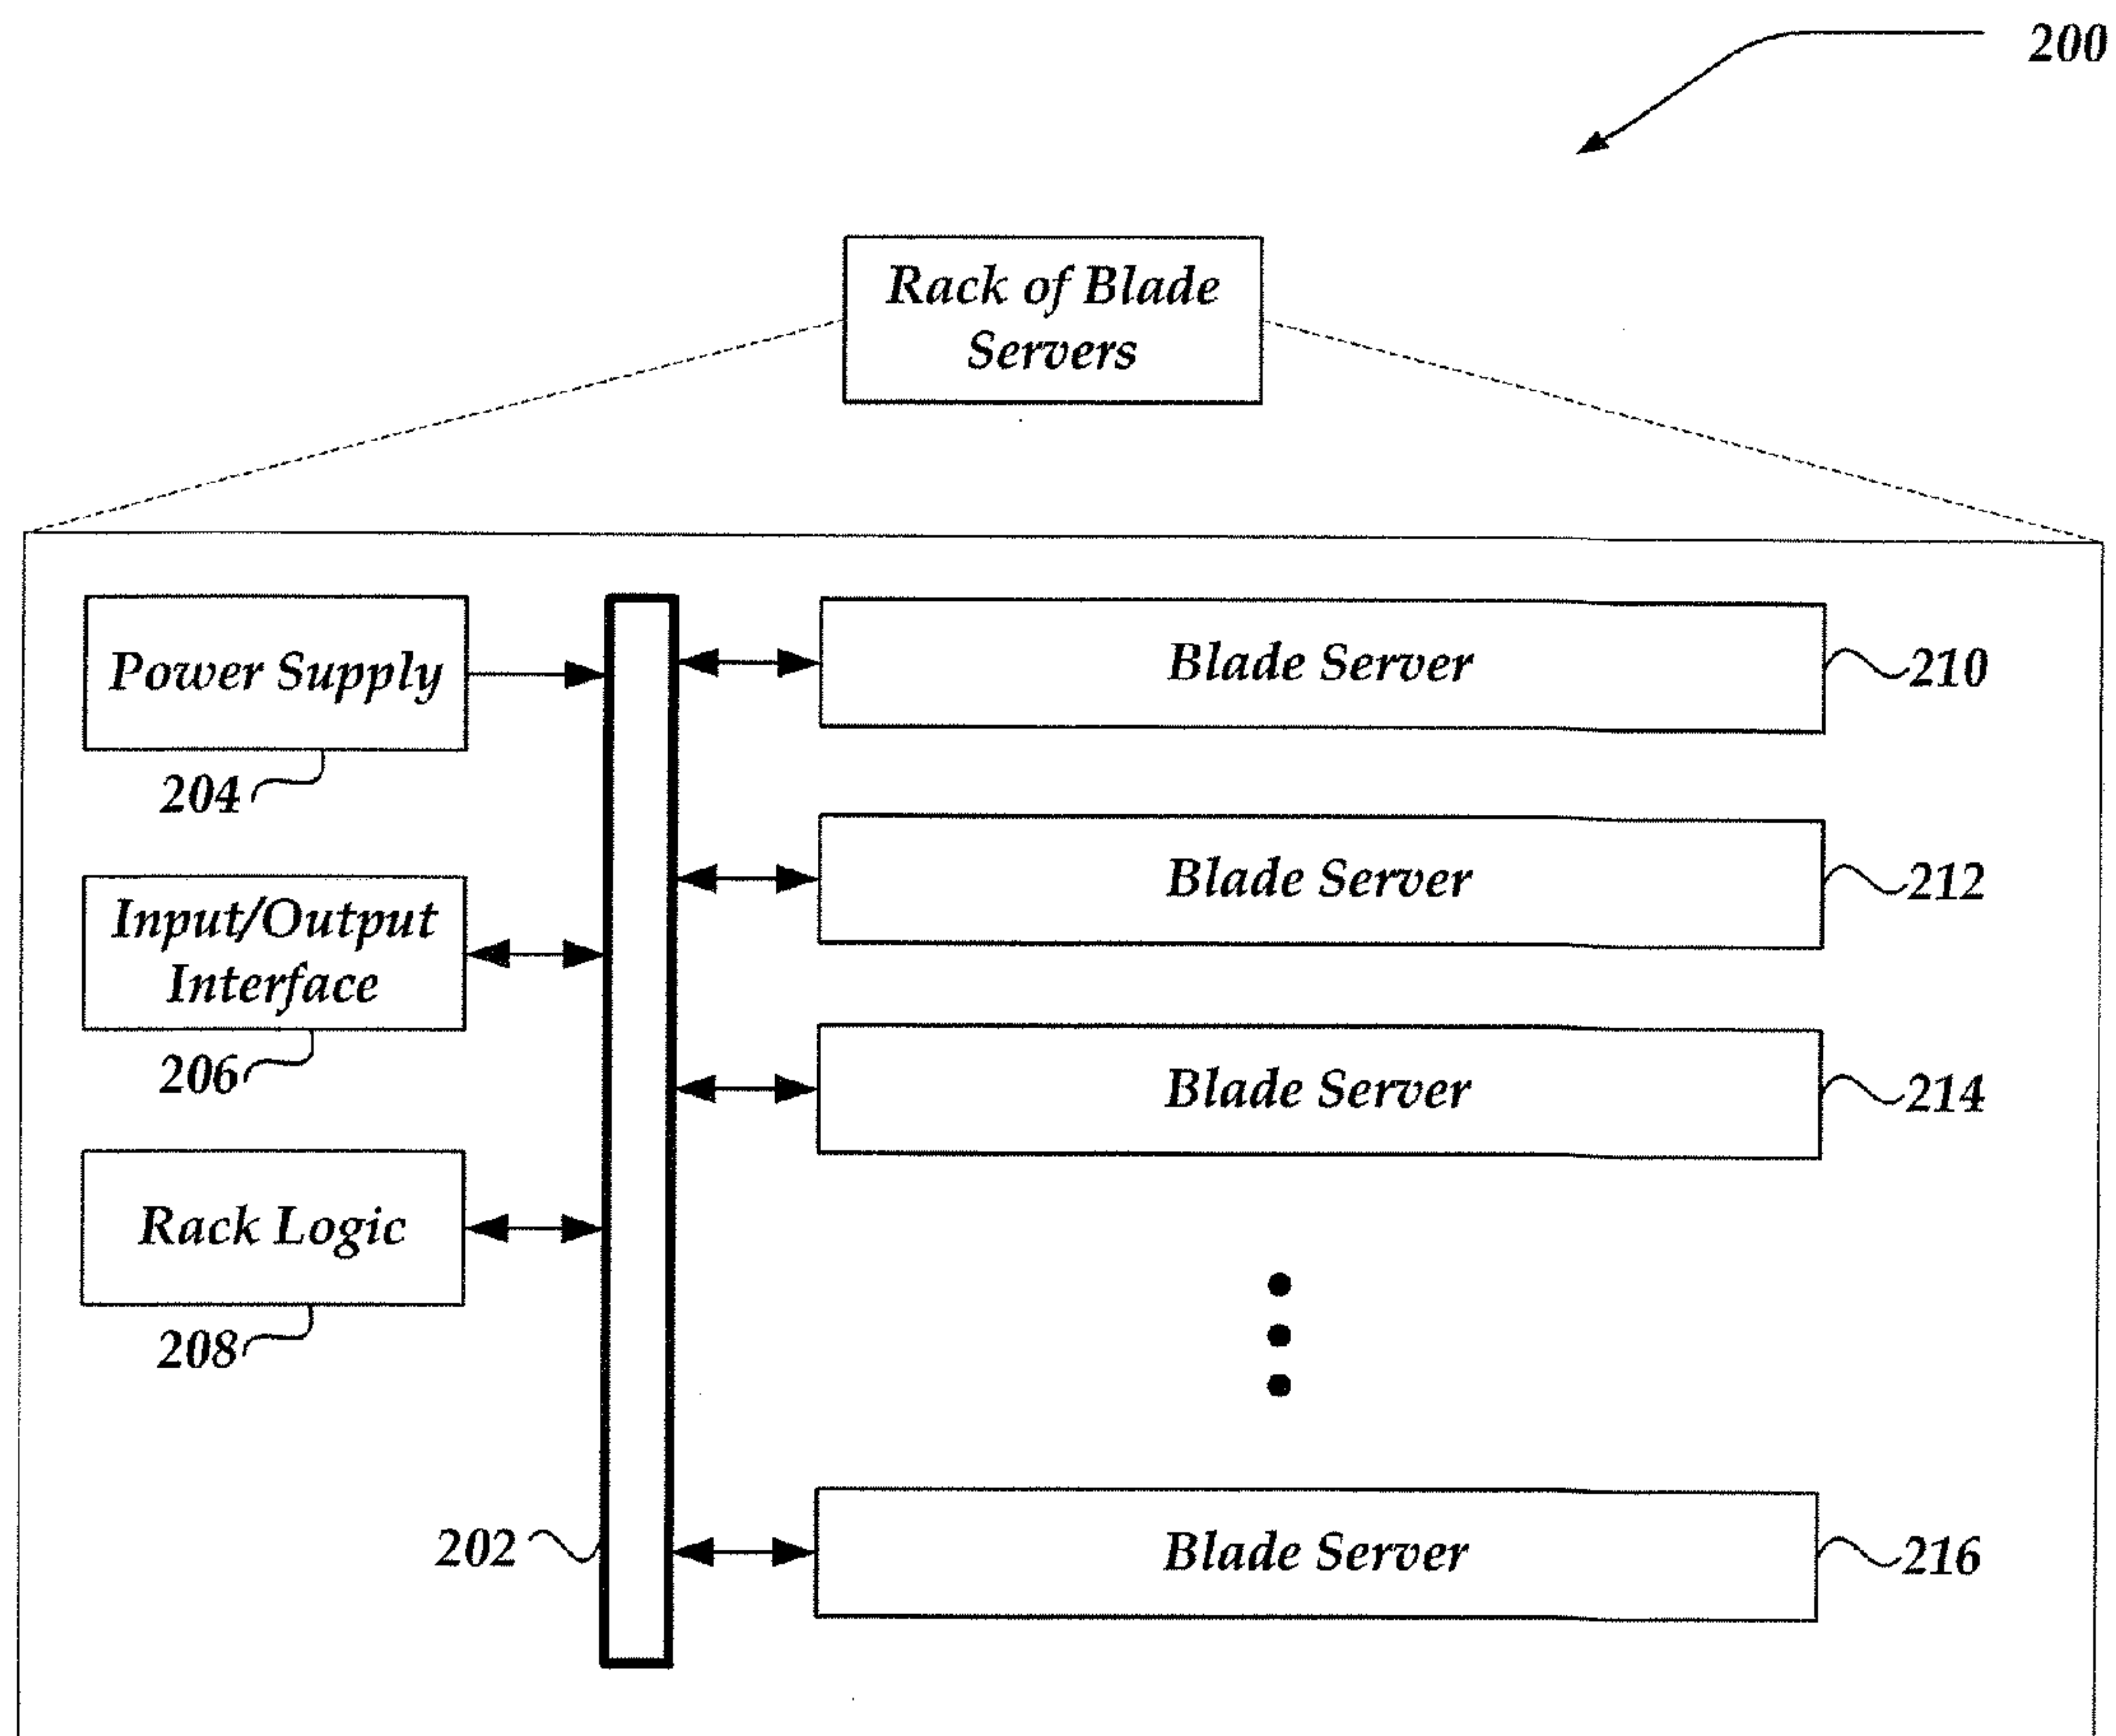 200
Rack of Blade
Servers
Power Supply
204
Input/Output
Interface
206
Rack Logic
208
202
Blade Server
210
Blade Server
212
Blade Server
214
Blade Server
216